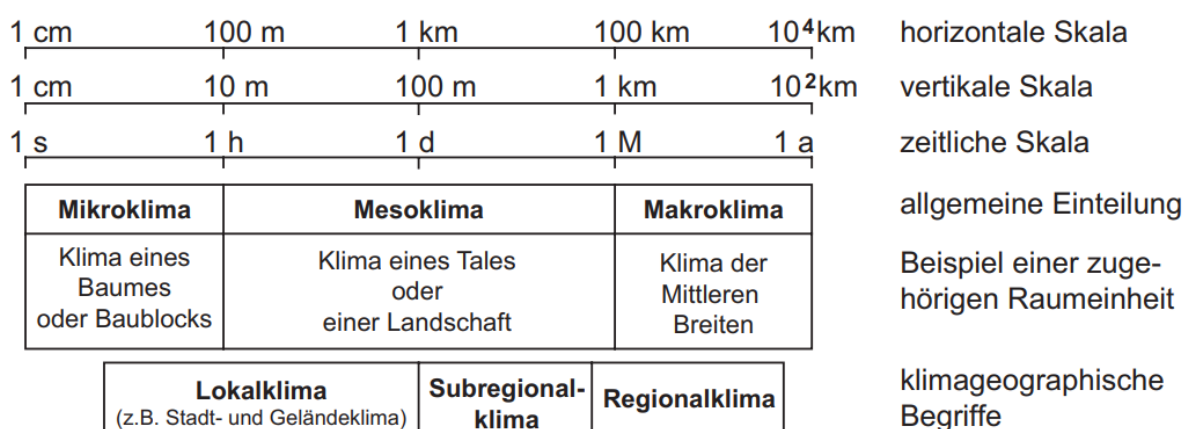 1 cm 100 m 1 km 100 km 10⁴km horizontale Skala
1 cm 10 m 100 m 1 km 10²km vertikale Skala
1 s 1 h 1 d 1 M 1 a zeitliche Skala
Mikroklima Mesoklima Makroklima allgemeine Einteilung
Klima eines
Baumes
oder Baublocks
Klima eines Tales
oder
einer Landschaft
Klima der
Mittleren
Breiten
Beispiel einer zuge-
hörigen Raumeinheit
Lokalklima
(z.B. Stadt- und Geländeklima)
Subregional-
klima
Regionalklima
klimageographische
Begriffe